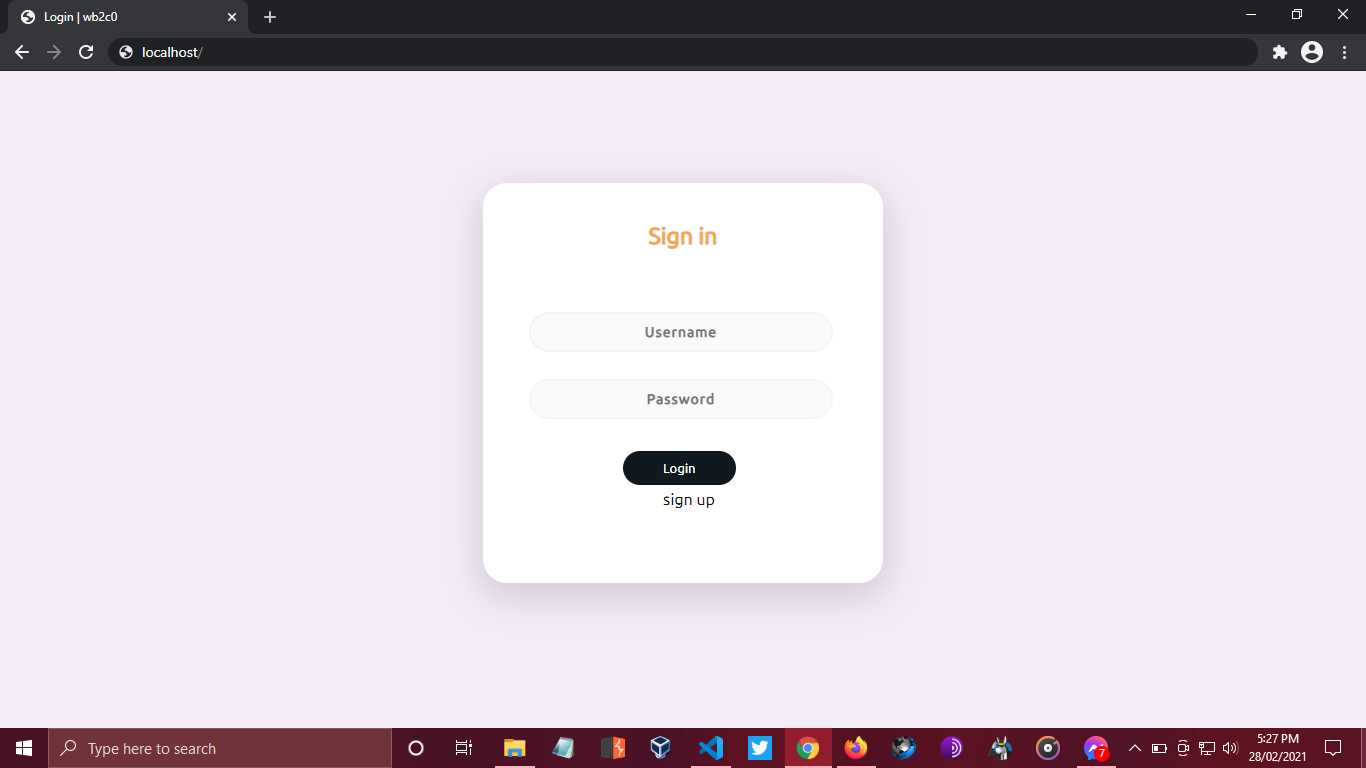 Login | wb2c0
localhost/
Sign in
Username
Password
Login
sign up
Type here to search
7
5:27 PM
28/02/2021